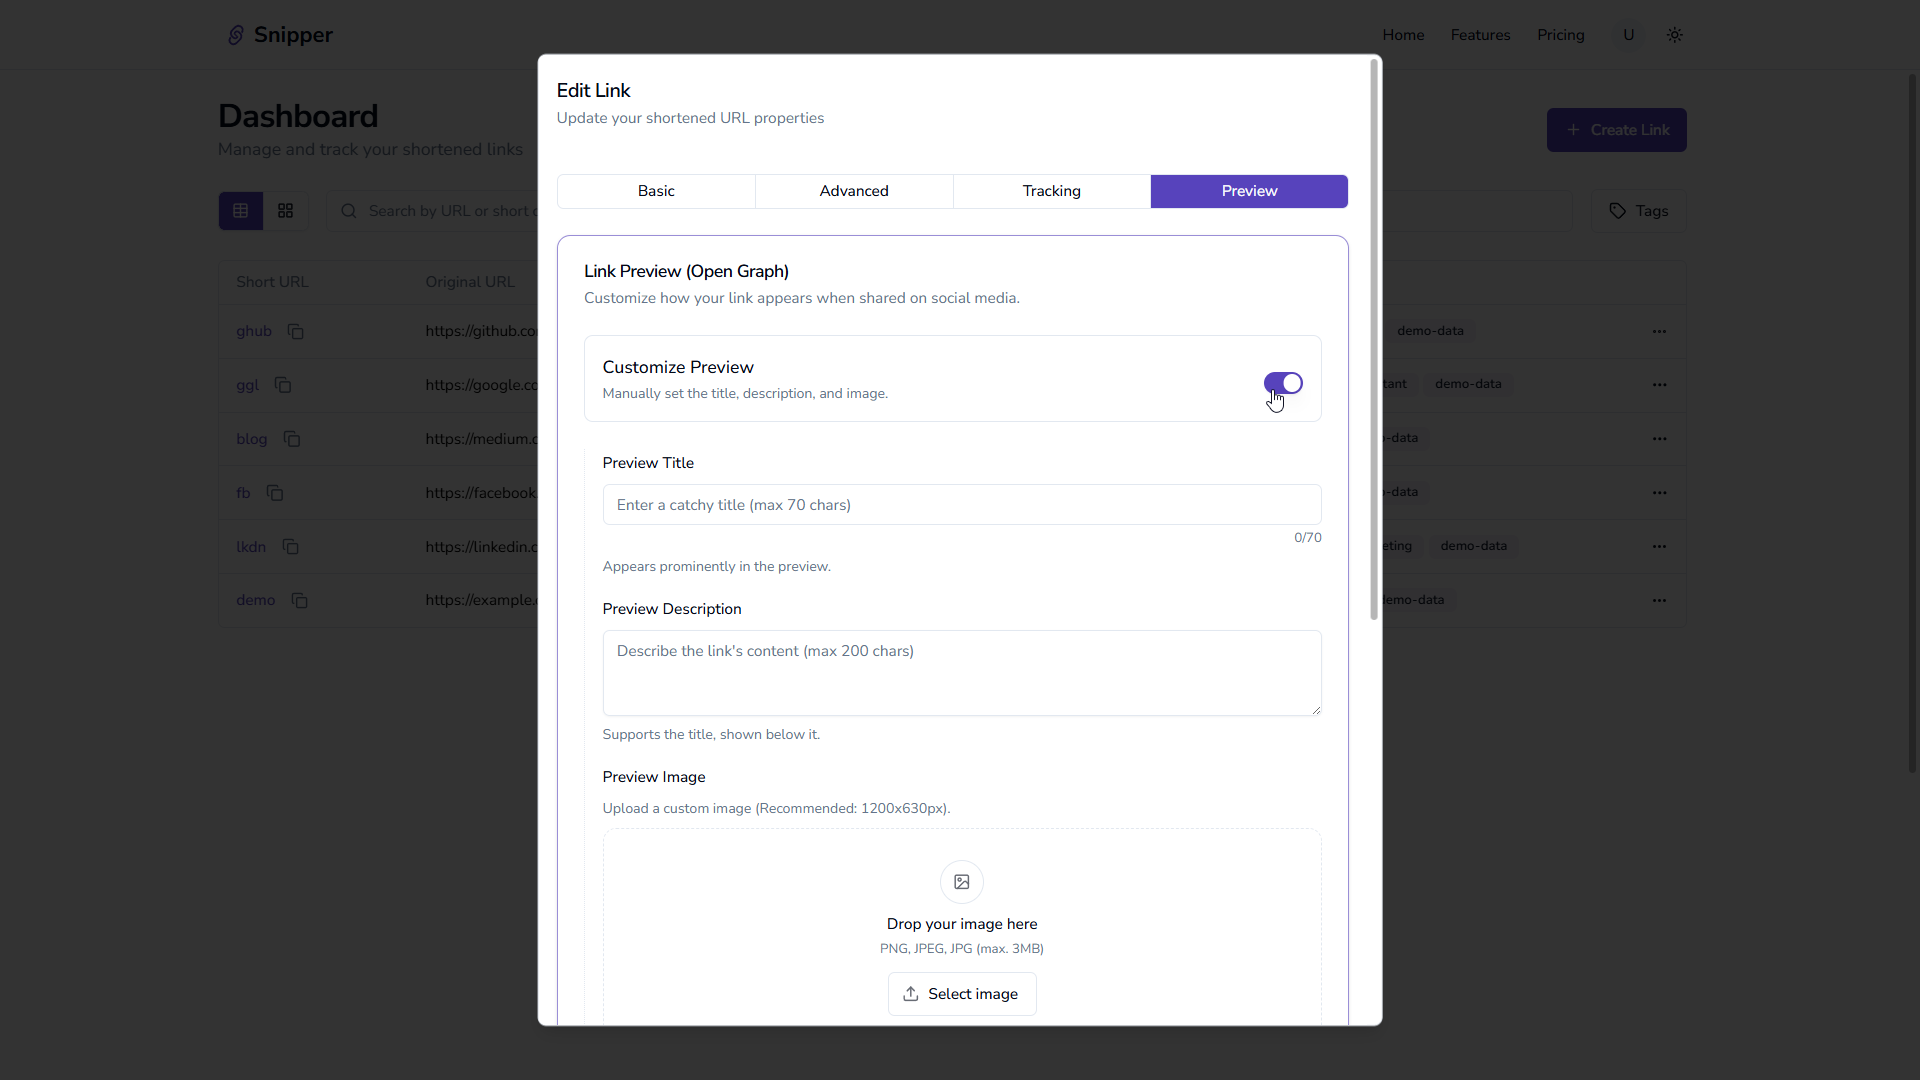 Snipper
Home Features Pricing U
Dashboard
Manage and track your shortened links
Create Link
Search by URL or short
Tags
Short URL Original URL
ghub https://github.co demo-data
ggl https://google.co tant demo-data
blog https://medium.c -data
fb https://facebook. -data
lkdn https://linkedin.c eting demo-data
demo https://example. demo-data
Edit Link
Update your shortened URL properties
Basic Advanced Tracking Preview
Link Preview (Open Graph)
Customize how your link appears when shared on social media.
Customize Preview
Manually set the title, description, and image.
Preview Title
Enter a catchy title (max 70 chars)
0/70
Appears prominently in the preview.
Preview Description
Describe the link's content (max 200 chars)
Supports the title, shown below it.
Preview Image
Upload a custom image (Recommended: 1200x630px).
Drop your image here
PNG, JPEG, JPG (max. 3MB)
Select image